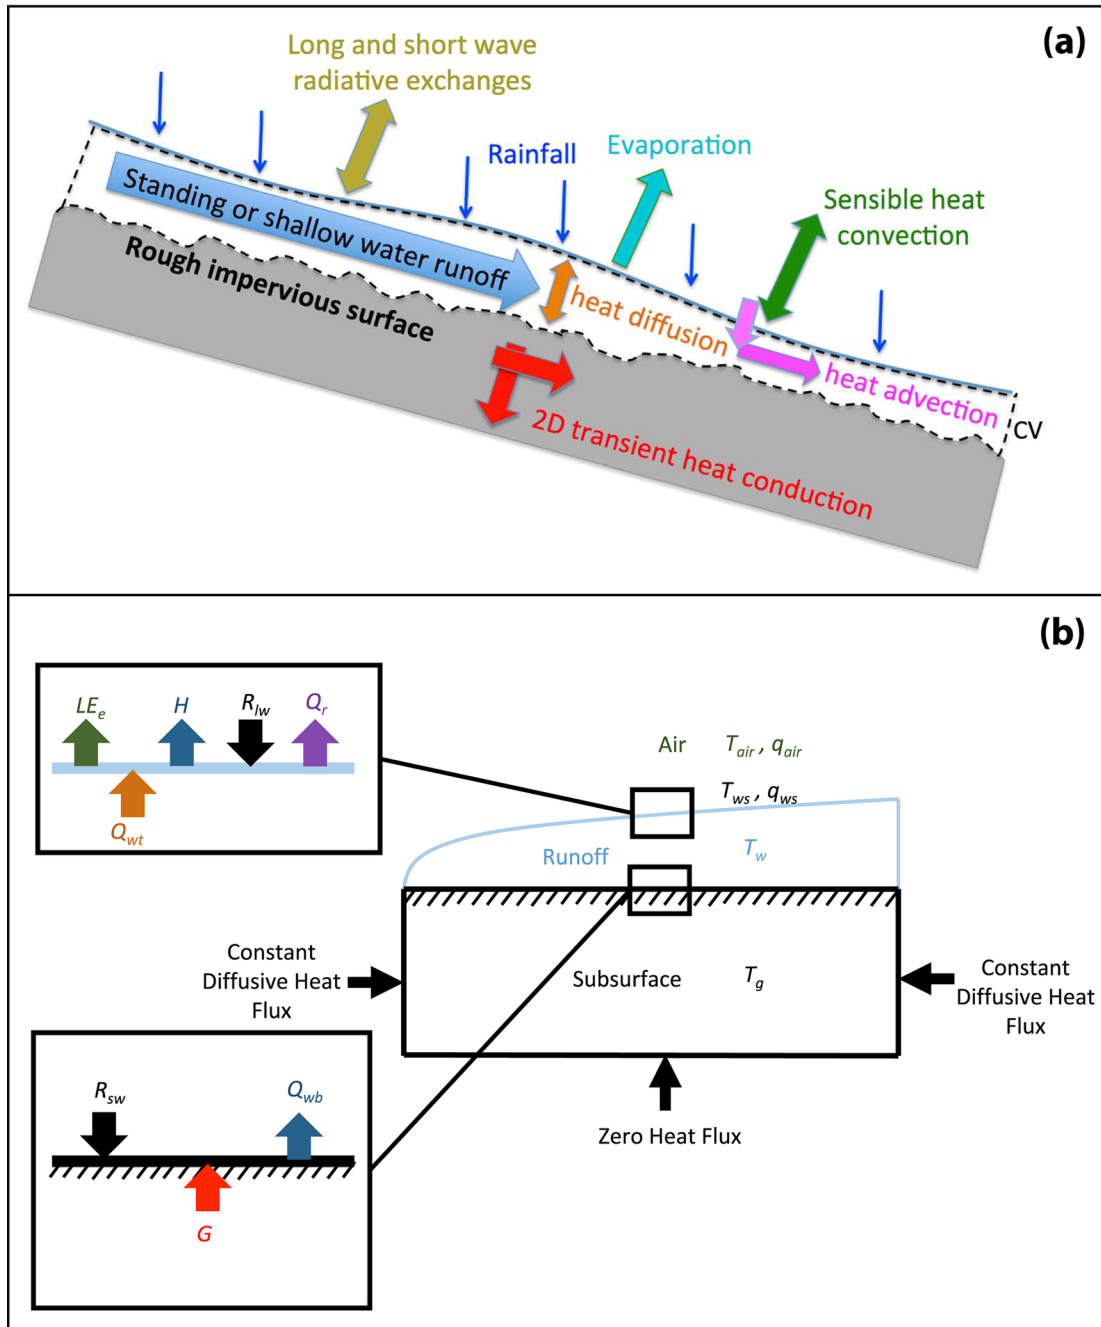 (a)
Long and short wave
radiative exchanges
Rainfall
Evaporation
Sensible heat
convection
Standing or shallow water runoff
Rough impervious surface
heat diffusion
heat advection
CV
2D transient heat conduction
(b)
LEe
H
Rlw
Qr
Qwt
Air
Tair , qair
Tws , qws
Runoff
Tw
Constant
Diffusive Heat
Flux
Subsurface
Tg
Constant
Diffusive Heat
Flux
Zero Heat Flux
Rsw
Qwb
G